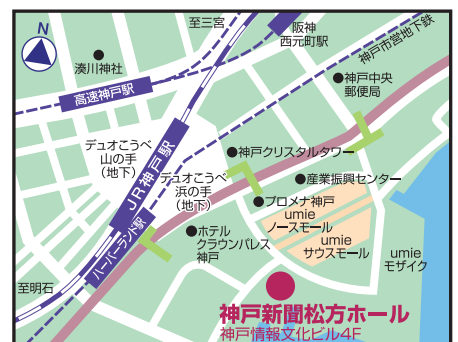 N
至三宮
阪神
西元町駅
神戸市営地下鉄
湊川神社
高速神戸駅
神戸中央
郵便局
デュオこうべ
山の手
(地下)
JR神戸駅
神戸クリスタルタワー
デュオこうべ
浜の手
(地下)
産業振興センター
プロメナ神戸
umie
ノースモール
umie
サウスモール
umie
モザイク
ハーバーランド駅
ホテル
クラウンパレス
神戸
至明石
神戸新聞松方ホール
神戸情報文化ビル4F